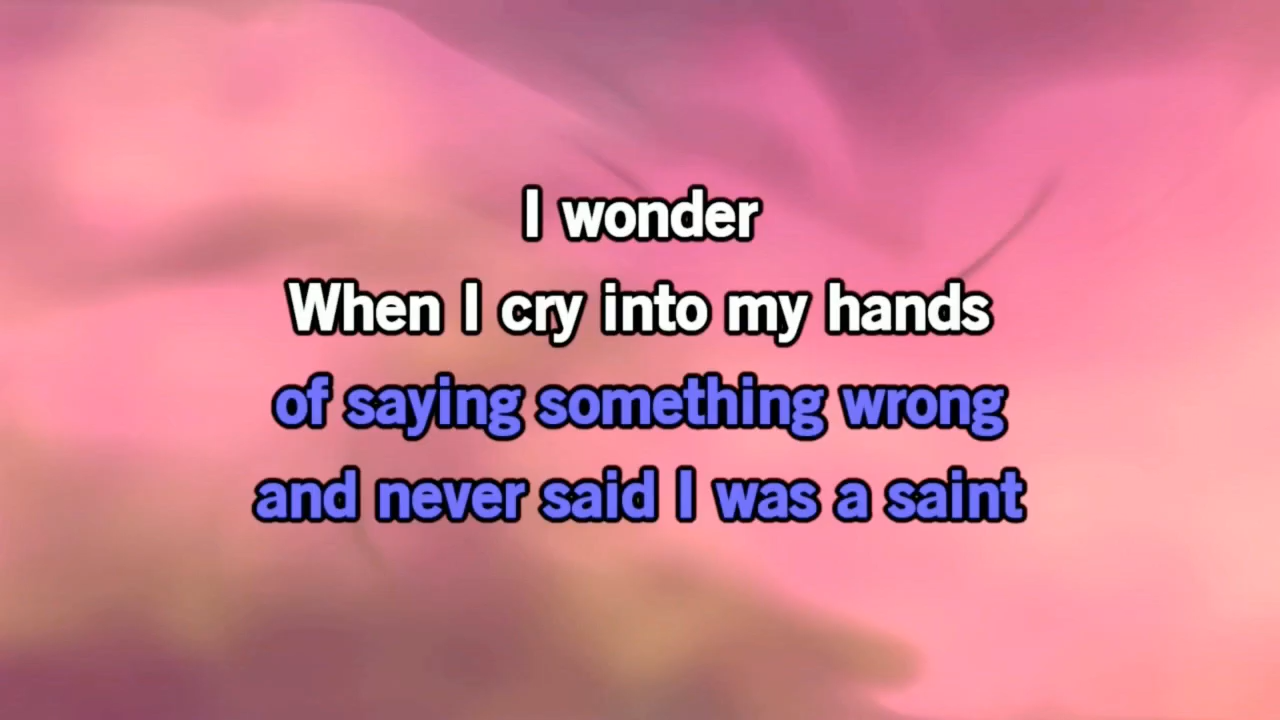 I wonder
When I cry into my hands
of saying something wrong
and never said I was a saint